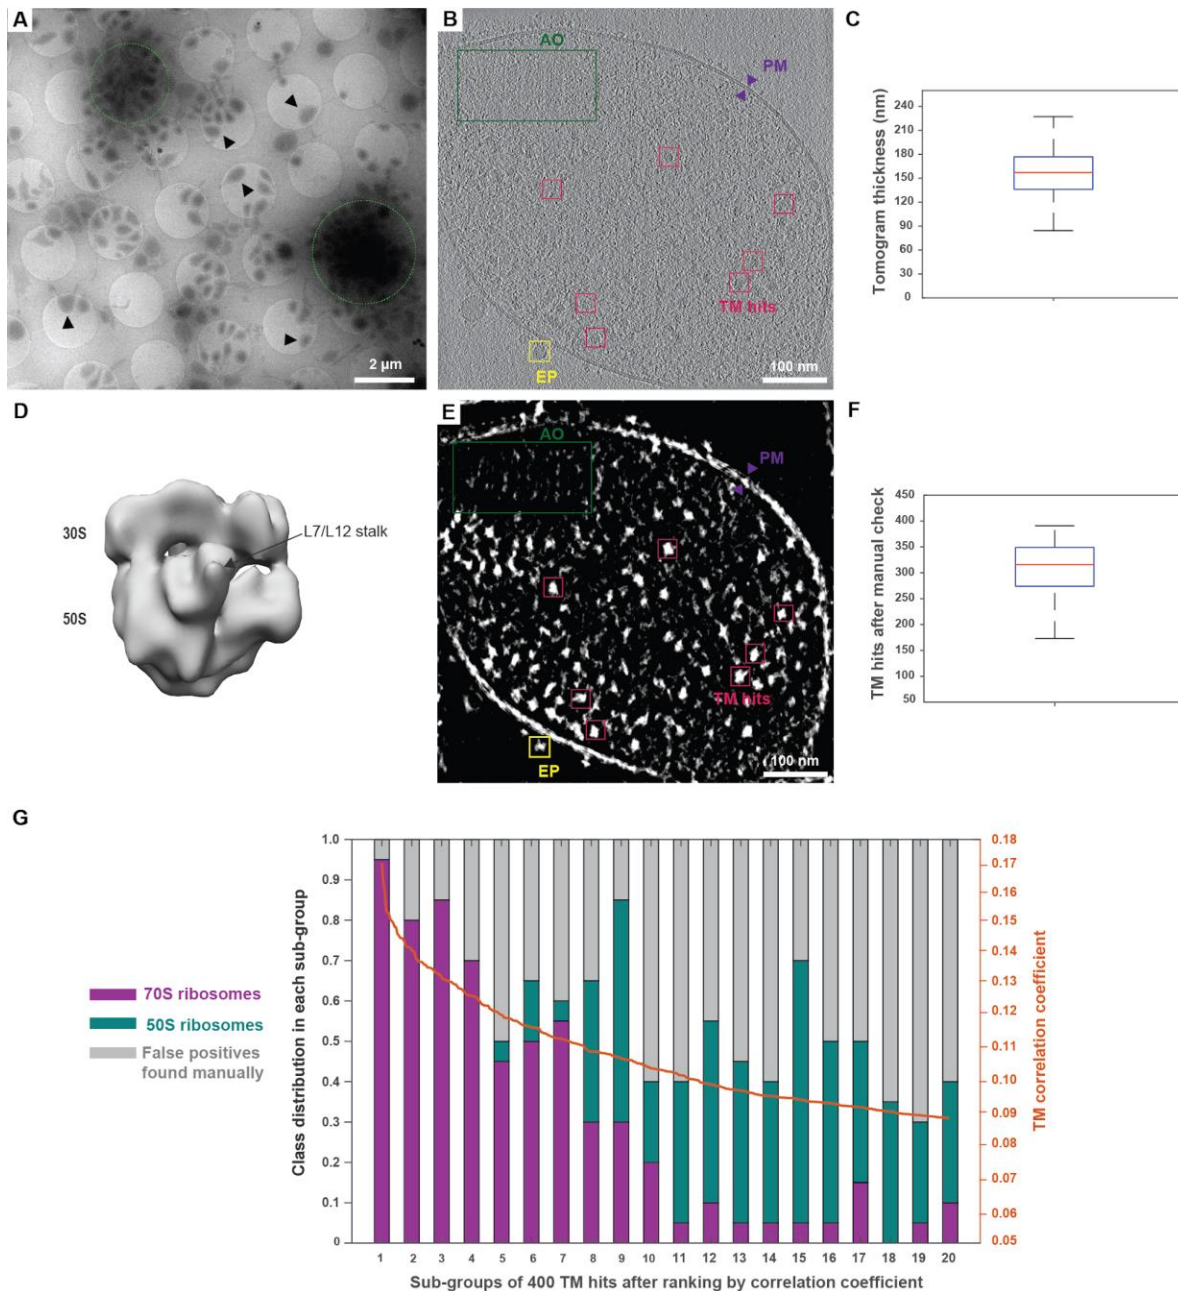 A
2 µm
B
AO
PM
TM hits
EP
100 nm
C
Tomogram thickness (nm)
240
210
180
150
120
90
60
30
0
D
30S
50S
L7/L12 stalk
E
AO
PM
TM hits
EP
100 nm
F
TM hits after manual check
450
400
350
300
250
200
150
100
50
G
70S ribosomes
50S ribosomes
False positives
found manually
Class distribution in each sub-group
1.0
0.9
0.8
0.7
0.6
0.5
0.4
0.3
0.2
0.1
0
0.18
0.17
0.16
0.15
0.14
0.13
0.12
0.11
0.10
0.09
0.08
0.07
0.06
0.05
TM correlation coefficient
1 2 3 4 5 6 7 8 9 10 11 12 13 14 15 16 17 18 19 20
Sub-groups of 400 TM hits after ranking by correlation coefficient